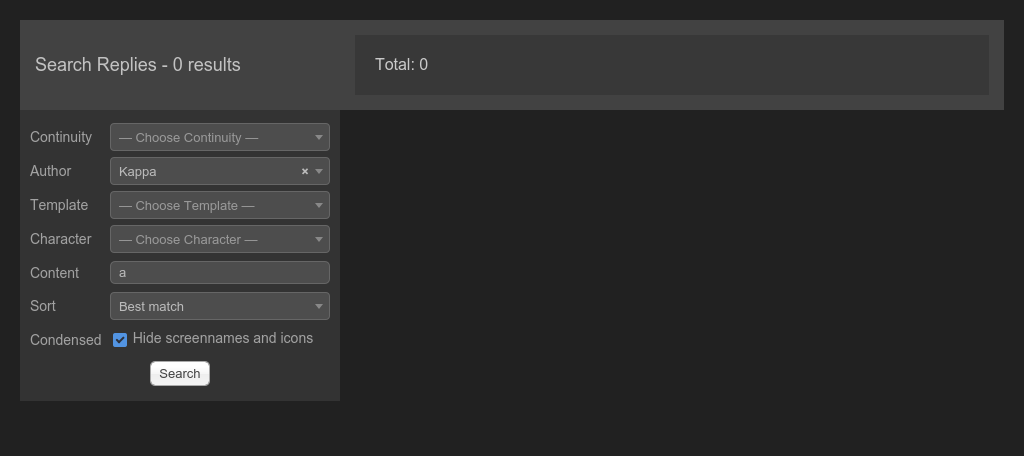 Search Replies - 0 results
Total: 0
Continuity — Choose Continuity —
Author Kappa ×
Template — Choose Template —
Character — Choose Character —
Content a
Sort Best match
Condensed Hide screennames and icons
Search